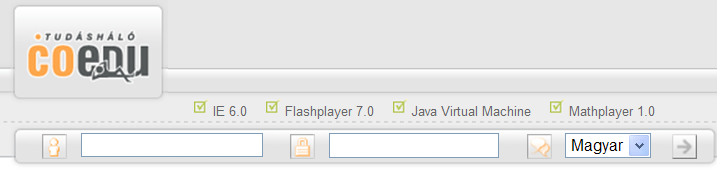 TUDÁSHÁLÓ
coedu
IE 6.0 Flashplayer 7.0 Java Virtual Machine Mathplayer 1.0
Magyar